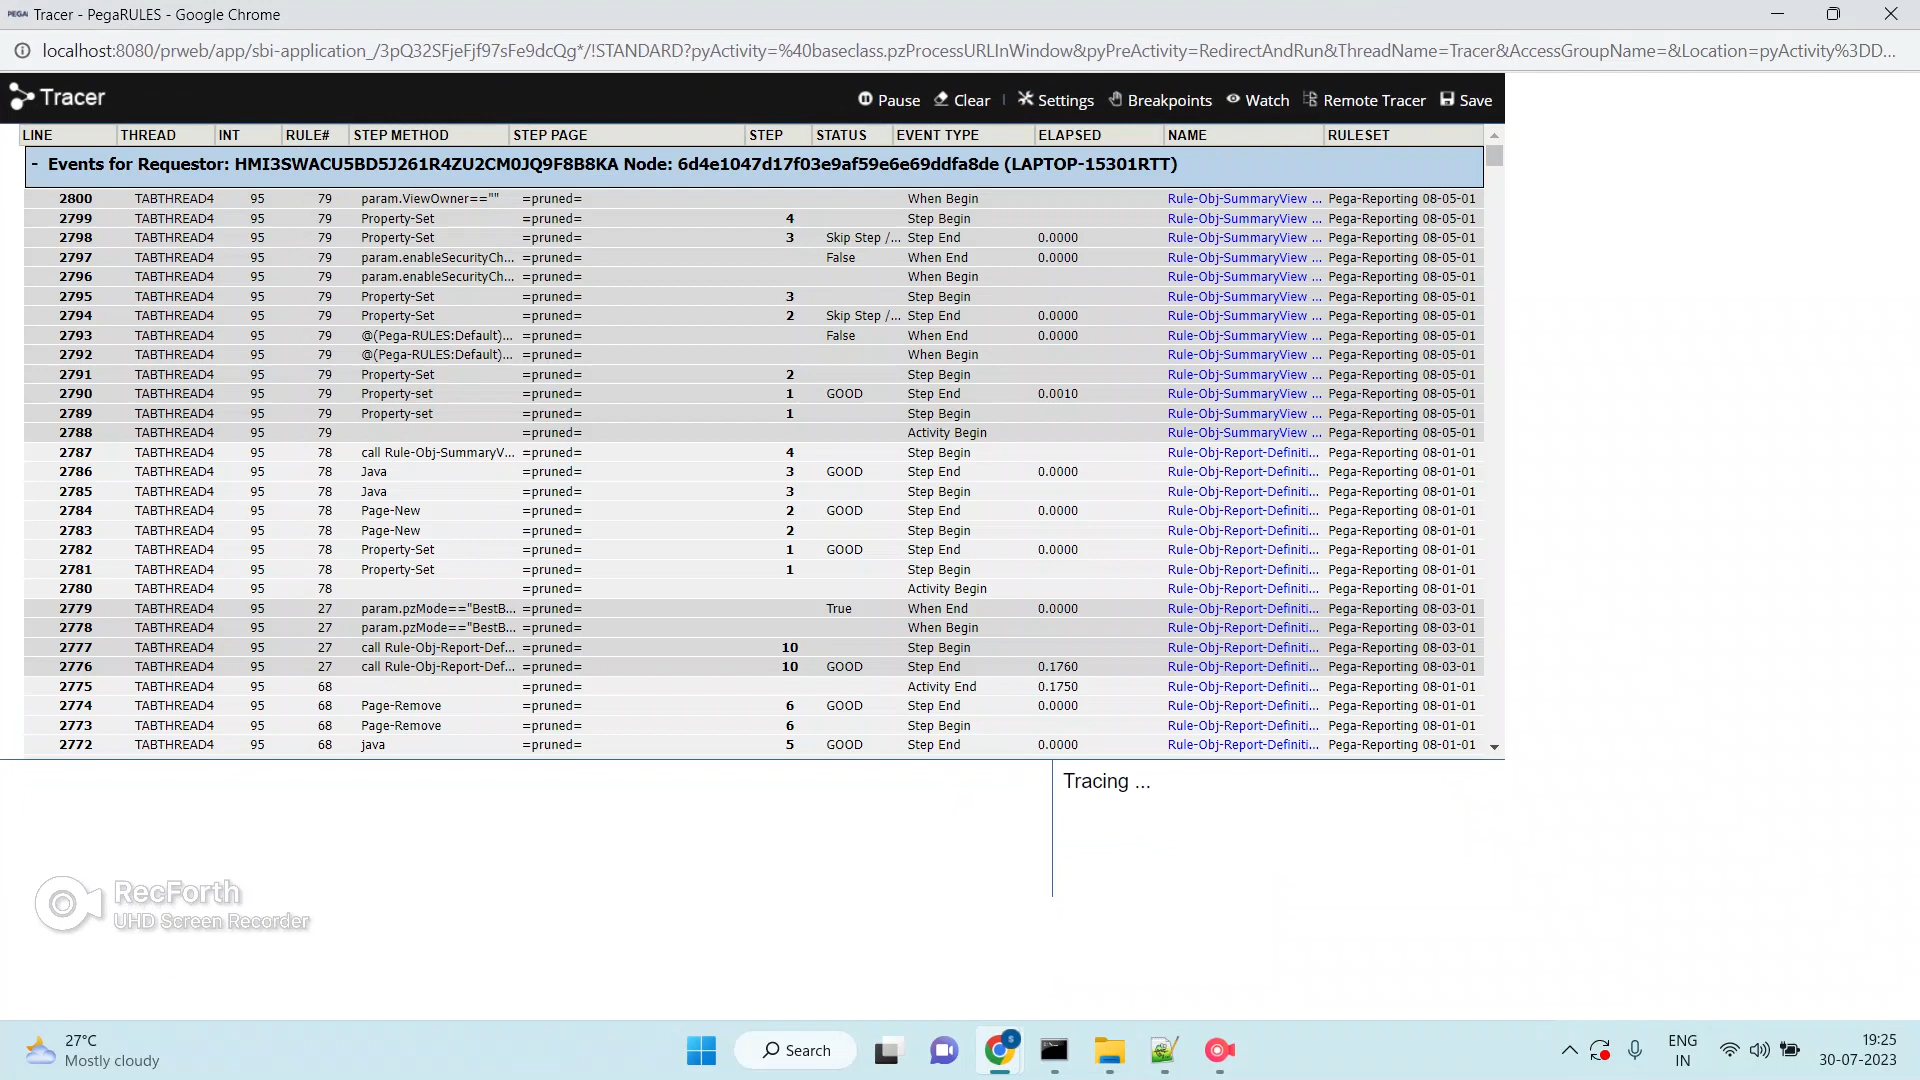 PEGA Tracer - PegaRULES - Google Chrome
localhost:8080/prweb/app/sbi-application_/3pQ32SFjeFjf97sFe9dcQg*/!STANDARD?pyActivity=%40baseclass.pzProcessURLInWindow&pyPreActivity=RedirectAndRun&ThreadName=Tracer&AccessGroupName=&Location=pyActivity%3DD...
Tracer Pause Clear Settings Breakpoints Watch Remote Tracer Save
LINE THREAD INT RULE# STEP METHOD STEP PAGE STEP STATUS EVENT TYPE ELAPSED NAME RULESET
- Events for Requestor: HMI3SWACU5BD5J261R4ZU2CM0JQ9F8B8KA Node: 6d4e1047d17f03e9af59e6e69ddfa8de (LAPTOP-15301RTT)
2800 TABTHREAD4 95 79 param.ViewOwner=="" =pruned= When Begin Rule-Obj-SummaryView ... Pega-Reporting 08-05-01
2799 TABTHREAD4 95 79 Property-Set =pruned= 4 Step Begin Rule-Obj-SummaryView ... Pega-Reporting 08-05-01
2798 TABTHREAD4 95 79 Property-Set =pruned= 3 Skip Step /... Step End 0.0000 Rule-Obj-SummaryView ... Pega-Reporting 08-05-01
2797 TABTHREAD4 95 79 param.enableSecurityCh... =pruned= False When End 0.0000 Rule-Obj-SummaryView ... Pega-Reporting 08-05-01
2796 TABTHREAD4 95 79 param.enableSecurityCh... =pruned= When Begin Rule-Obj-SummaryView ... Pega-Reporting 08-05-01
2795 TABTHREAD4 95 79 Property-Set =pruned= 3 Step Begin Rule-Obj-SummaryView ... Pega-Reporting 08-05-01
2794 TABTHREAD4 95 79 Property-Set =pruned= 2 Skip Step /... Step End 0.0000 Rule-Obj-SummaryView ... Pega-Reporting 08-05-01
2793 TABTHREAD4 95 79 @(Pega-RULES:Default)... =pruned= False When End 0.0000 Rule-Obj-SummaryView ... Pega-Reporting 08-05-01
2792 TABTHREAD4 95 79 @(Pega-RULES:Default)... =pruned= When Begin Rule-Obj-SummaryView ... Pega-Reporting 08-05-01
2791 TABTHREAD4 95 79 Property-Set =pruned= 2 Step Begin Rule-Obj-SummaryView ... Pega-Reporting 08-05-01
2790 TABTHREAD4 95 79 Property-set =pruned= 1 GOOD Step End 0.0010 Rule-Obj-SummaryView ... Pega-Reporting 08-05-01
2789 TABTHREAD4 95 79 Property-set =pruned= 1 Step Begin Rule-Obj-SummaryView ... Pega-Reporting 08-05-01
2788 TABTHREAD4 95 79 =pruned= Activity Begin Rule-Obj-SummaryView ... Pega-Reporting 08-05-01
2787 TABTHREAD4 95 78 call Rule-Obj-SummaryV... =pruned= 4 Step Begin Rule-Obj-Report-Definiti... Pega-Reporting 08-01-01
2786 TABTHREAD4 95 78 Java =pruned= 3 GOOD Step End 0.0000 Rule-Obj-Report-Definiti... Pega-Reporting 08-01-01
2785 TABTHREAD4 95 78 Java =pruned= 3 Step Begin Rule-Obj-Report-Definiti... Pega-Reporting 08-01-01
2784 TABTHREAD4 95 78 Page-New =pruned= 2 GOOD Step End 0.0000 Rule-Obj-Report-Definiti... Pega-Reporting 08-01-01
2783 TABTHREAD4 95 78 Page-New =pruned= 2 Step Begin Rule-Obj-Report-Definiti... Pega-Reporting 08-01-01
2782 TABTHREAD4 95 78 Property-Set =pruned= 1 GOOD Step End 0.0000 Rule-Obj-Report-Definiti... Pega-Reporting 08-01-01
2781 TABTHREAD4 95 78 Property-Set =pruned= 1 Step Begin Rule-Obj-Report-Definiti... Pega-Reporting 08-01-01
2780 TABTHREAD4 95 78 =pruned= Activity Begin Rule-Obj-Report-Definiti... Pega-Reporting 08-01-01
2779 TABTHREAD4 95 27 param.pzMode=="BestB... =pruned= True When End 0.0000 Rule-Obj-Report-Definiti... Pega-Reporting 08-03-01
2778 TABTHREAD4 95 27 param.pzMode=="BestB... =pruned= When Begin Rule-Obj-Report-Definiti... Pega-Reporting 08-03-01
2777 TABTHREAD4 95 27 call Rule-Obj-Report-Def... =pruned= 10 Step Begin Rule-Obj-Report-Definiti... Pega-Reporting 08-03-01
2776 TABTHREAD4 95 27 call Rule-Obj-Report-Def... =pruned= 10 GOOD Step End 0.1760 Rule-Obj-Report-Definiti... Pega-Reporting 08-03-01
2775 TABTHREAD4 95 68 =pruned= Activity End 0.1750 Rule-Obj-Report-Definiti... Pega-Reporting 08-01-01
2774 TABTHREAD4 95 68 Page-Remove =pruned= 6 GOOD Step End 0.0000 Rule-Obj-Report-Definiti... Pega-Reporting 08-01-01
2773 TABTHREAD4 95 68 Page-Remove =pruned= 6 Step Begin Rule-Obj-Report-Definiti... Pega-Reporting 08-01-01
2772 TABTHREAD4 95 68 java =pruned= 5 GOOD Step End 0.0000 Rule-Obj-Report-Definiti... Pega-Reporting 08-01-01
Tracing ...
RecForth
UHD Screen Recorder
27°C
Mostly cloudy
Search
ENG
IN
19:25
30-07-2023